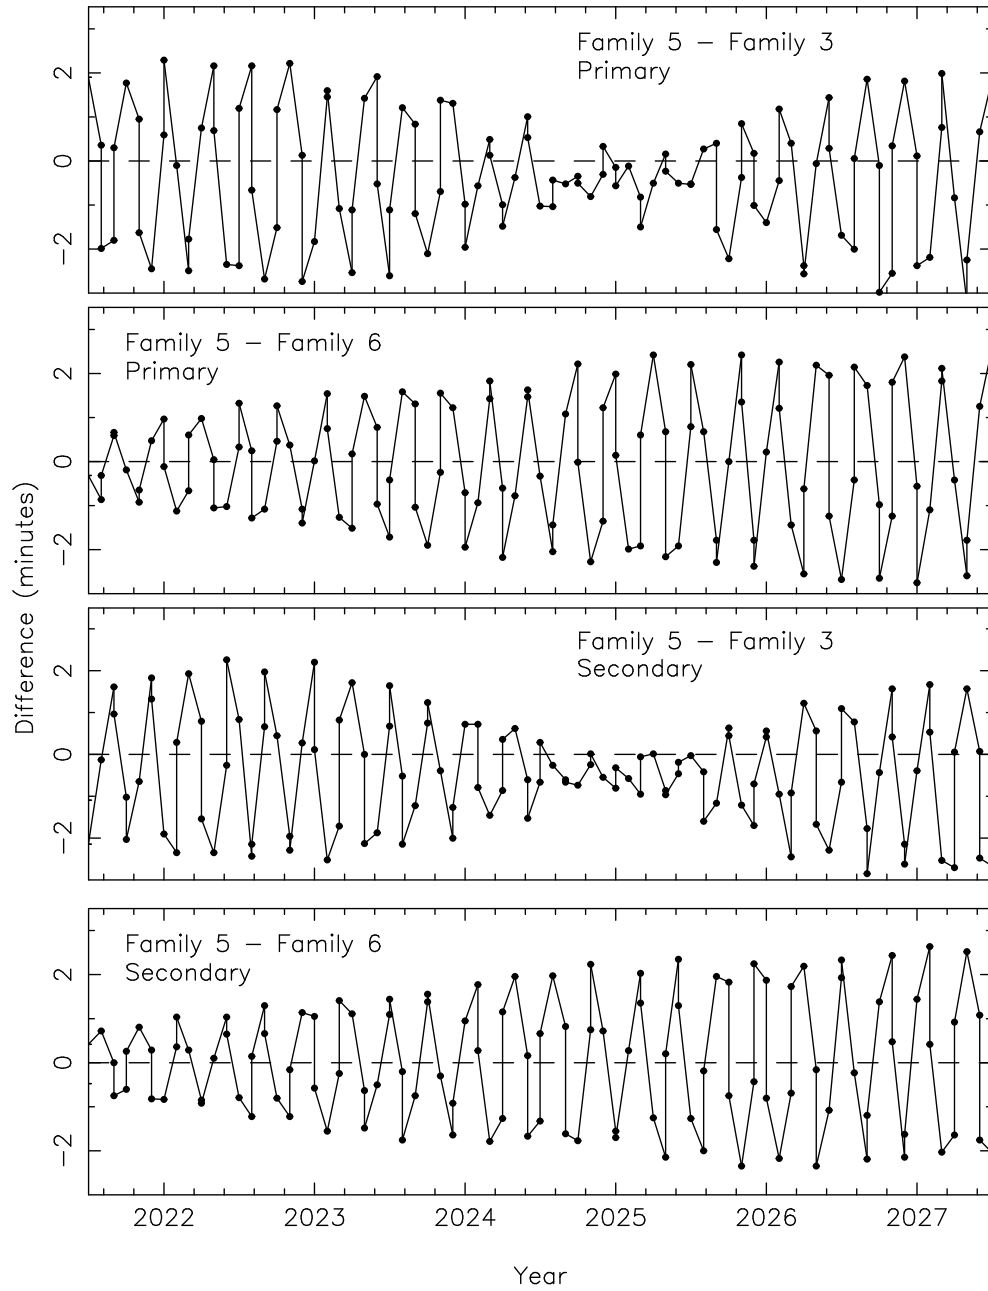 Family 5 − Family 3
Primary
2
0
−2
Family 5 − Family 6
Primary
2
0
−2
Difference (minutes)
Family 5 − Family 3
Secondary
2
0
−2
Family 5 − Family 6
Secondary
2
0
−2
2022 2023 2024 2025 2026 2027
Year